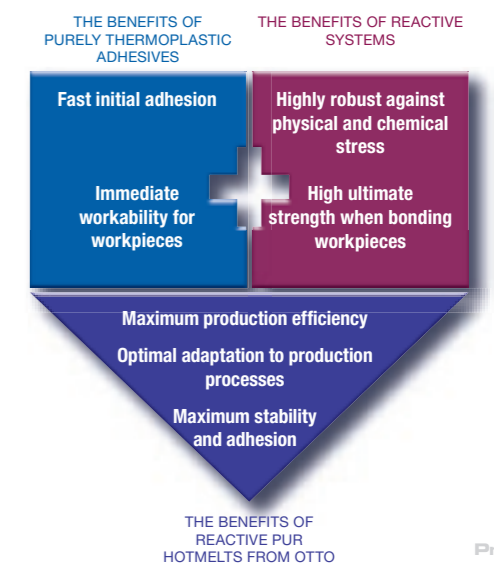 THE BENEFITS OF
PURELY THERMOPLASTIC
ADHESIVES
THE BENEFITS OF REACTIVE
SYSTEMS
Fast initial adhesion
Immediate
workability for
workpieces
Highly robust against
physical and chemical
stress
High ultimate
strength when bonding
workpieces
Maximum production efficiency
Optimal adaptation to production
processes
Maximum stability
and adhesion
THE BENEFITS OF
REACTIVE PUR
HOTMELTS FROM OTTO